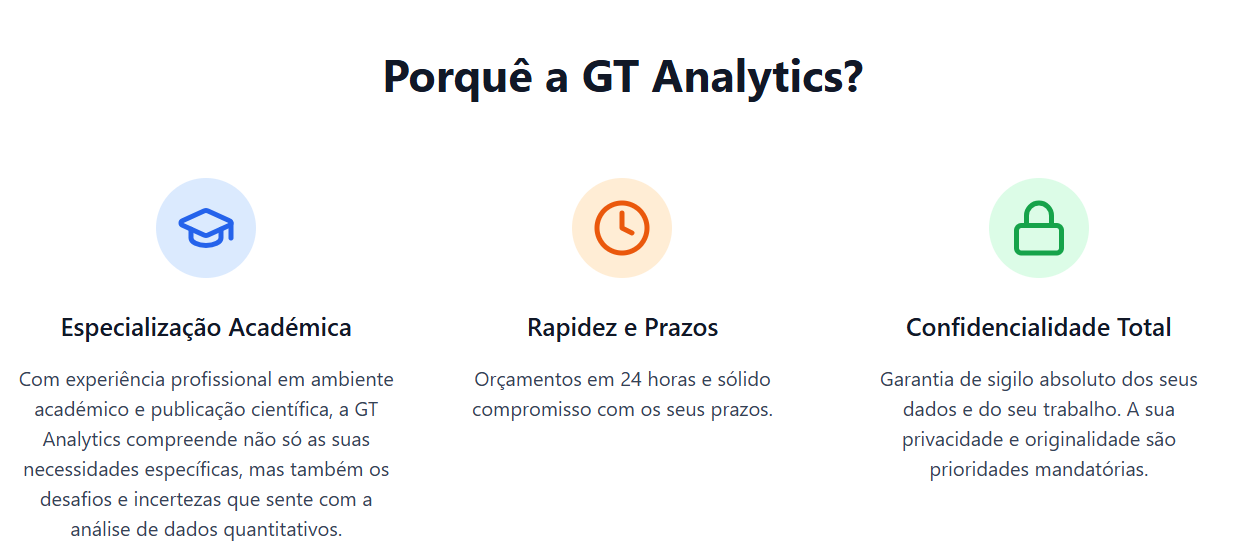 Porquê a GT Analytics?
Especialização Académica
Com experiência profissional em ambiente
académico e publicação científica, a GT
Analytics compreende não só as suas
necessidades específicas, mas também os
desafios e incertezas que sente com a
análise de dados quantitativos.
Rapidez e Prazos
Orçamentos em 24 horas e sólido
compromisso com os seus prazos.
Confidencialidade Total
Garantia de sigilo absoluto dos seus
dados e do seu trabalho. A sua
privacidade e originalidade são
prioridades mandatórias.